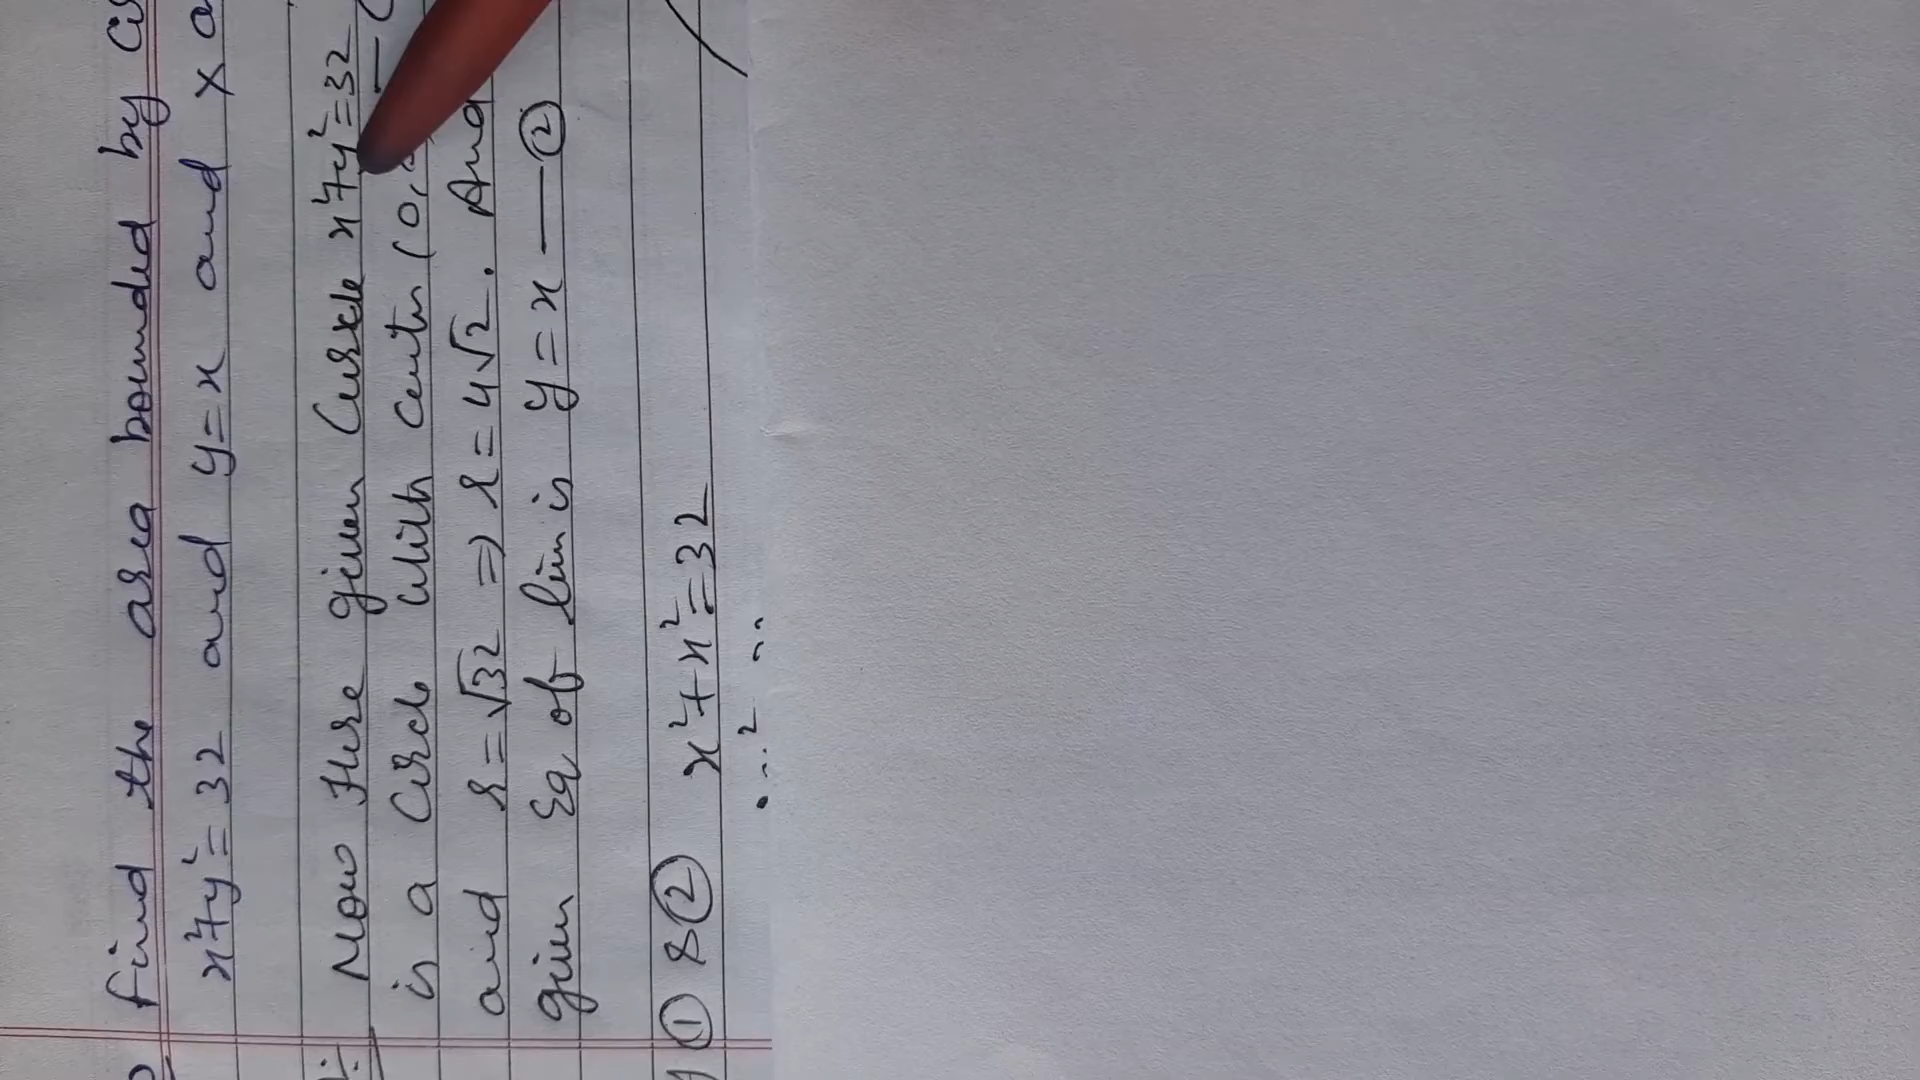 find the area bounded by
x²+y²=32 and y=x and x
Now Here given Curcle x²+y²=32
is a Circle with Centre (0,
and r=√32 ⇒ r=4√2. And
given Eq of line is y=x —②
① & ② x²+x²=32